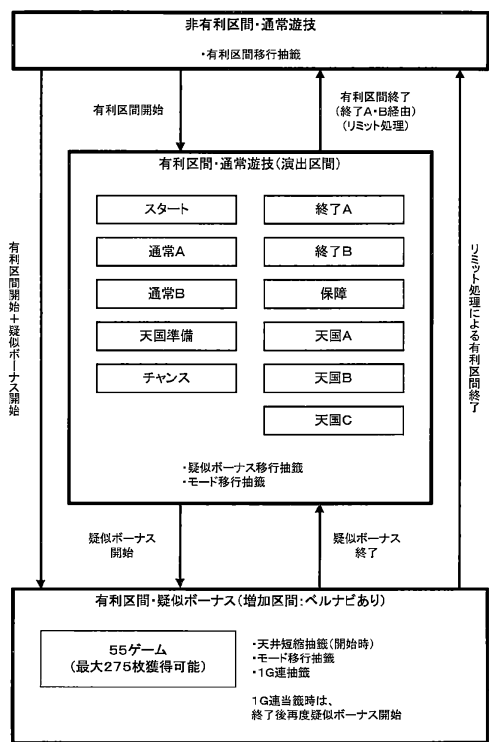 非有利区間・通常遊技
・有利区間移行抽籤
有利区間開始
有利区間終了
(終了A・B経由)
(リミット処理)
有利区間・通常遊技(演出区間)
スタート
通常A
通常B
天国準備
チャンス
終了A
終了B
保障
天国A
天国B
天国C
・疑似ボーナス移行抽籤
・モード移行抽籤
有利区間開始+疑似ボーナス開始
リミット処理による有利区間終了
疑似ボーナス
開始
疑似ボーナス
終了
有利区間・疑似ボーナス(増加区間:ベルナビあり)
55ゲーム
(最大275枚獲得可能)
・天井短縮抽籤(開始時)
・モード移行抽籤
・1G連抽籤
1G連当籤時は、
終了後再度疑似ボーナス開始